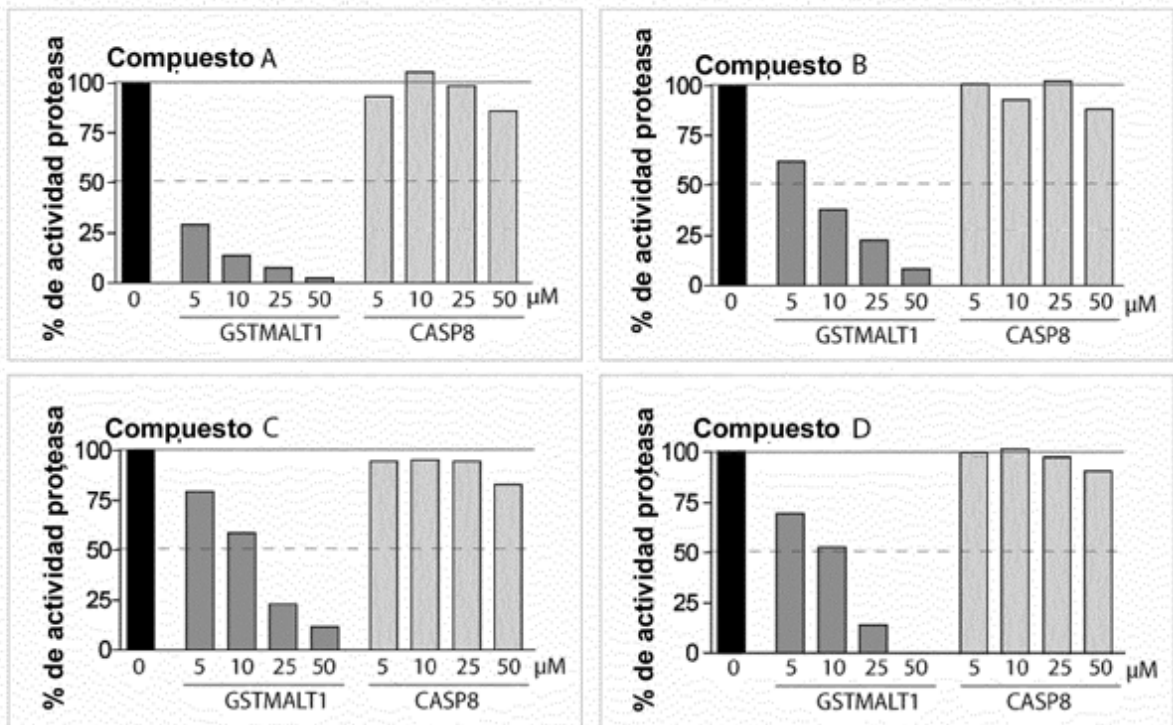 Compuesto A
% de actividad proteasa
100
75
50
25
0
0 5 10 25 50 5 10 25 50 µM
GSTMALT1 CASP8
Compuesto B
% de actividad proteasa
100
75
50
25
0
0 5 10 25 50 5 10 25 50 µM
GSTMALT1 CASP8
Compuesto C
% de actividad proteasa
100
75
50
25
0
0 5 10 25 50 5 10 25 50 µM
GSTMALT1 CASP8
Compuesto D
% de actividad proteasa
100
75
50
25
0
0 5 10 25 50 5 10 25 50 µM
GSTMALT1 CASP8